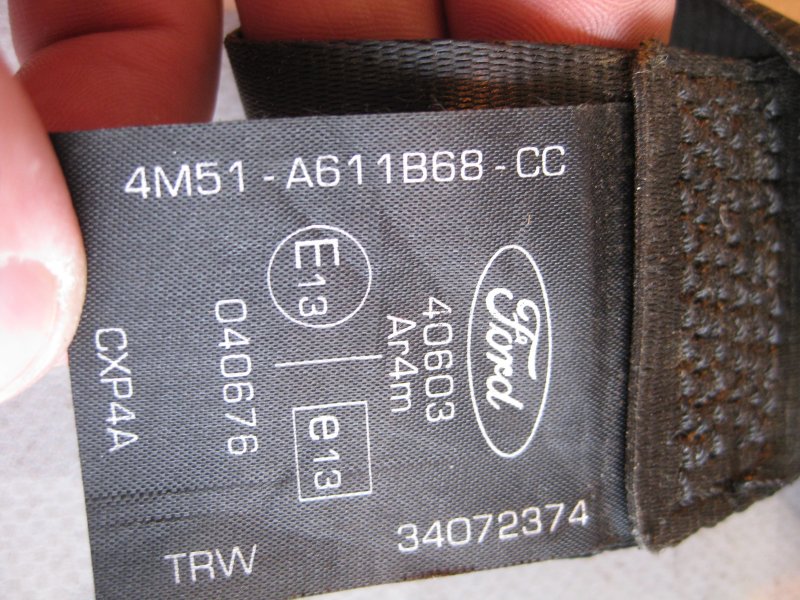 4M51-A611B68-CC
Ford
40603
Ar4m
E13
e13
040676
CXP4A
34072374
TRW